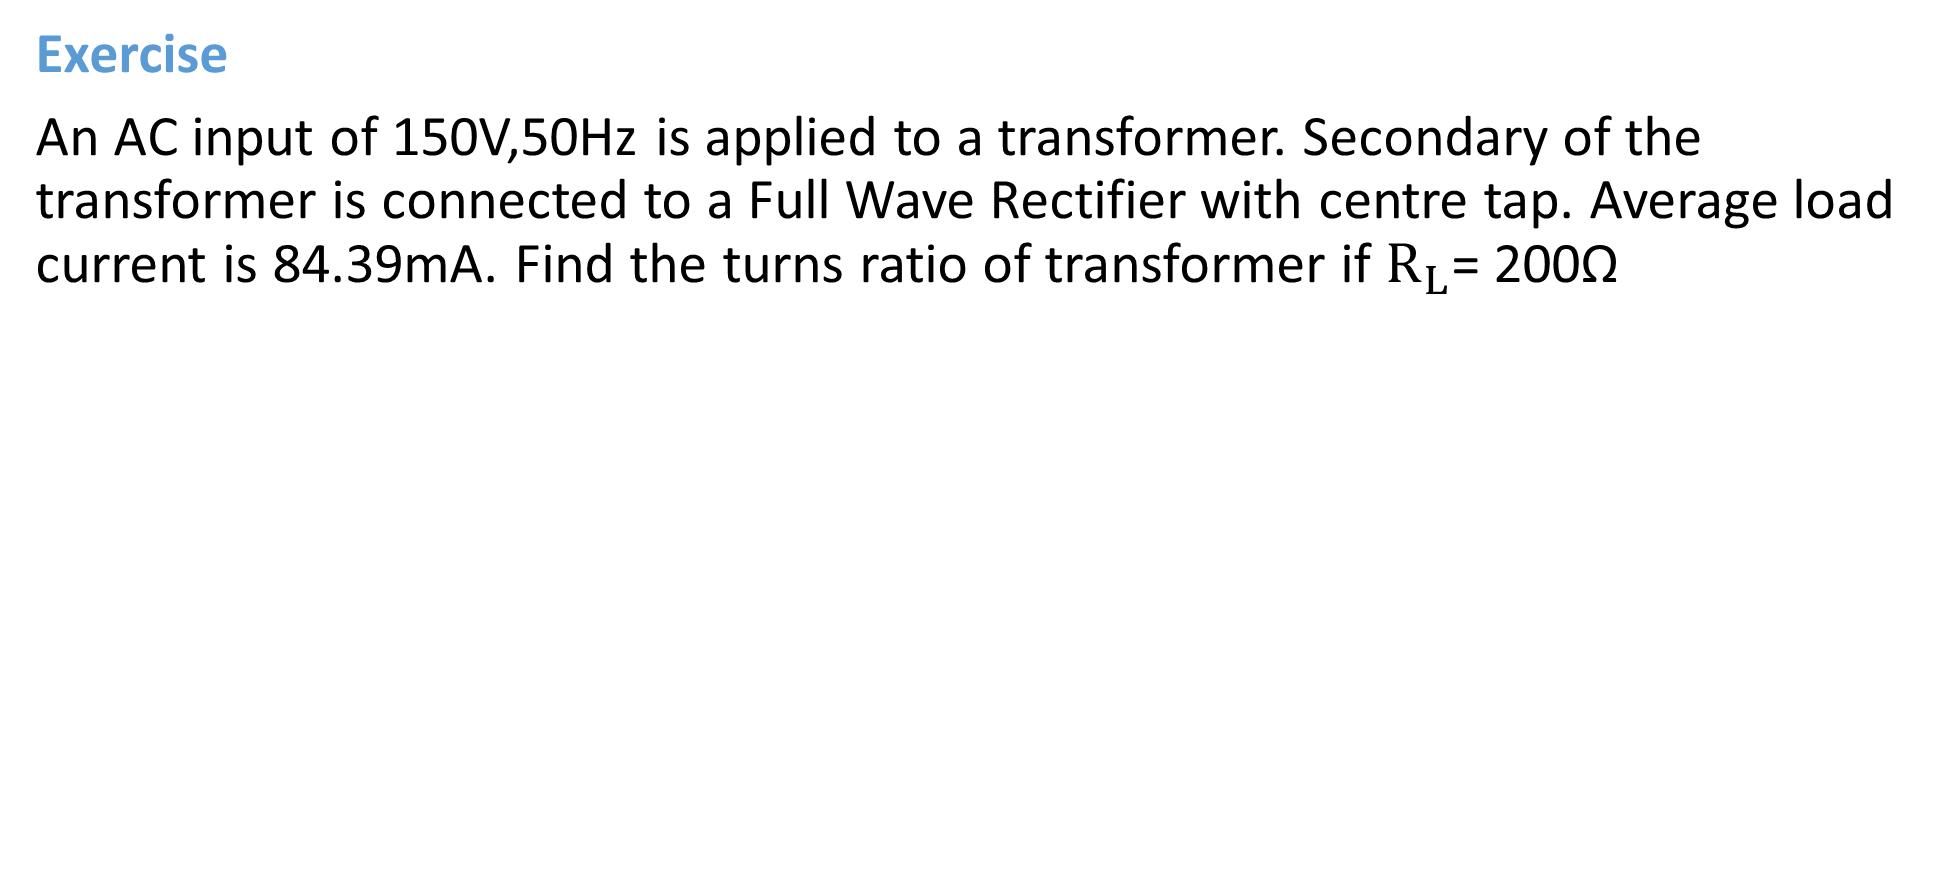 Exercise
An AC input of 150V,50Hz is applied to a transformer. Secondary of the
transformer is connected to a Full Wave Rectifier with centre tap. Average load
current is 84.39mA. Find the turns ratio of transformer if R_L= 200Ω